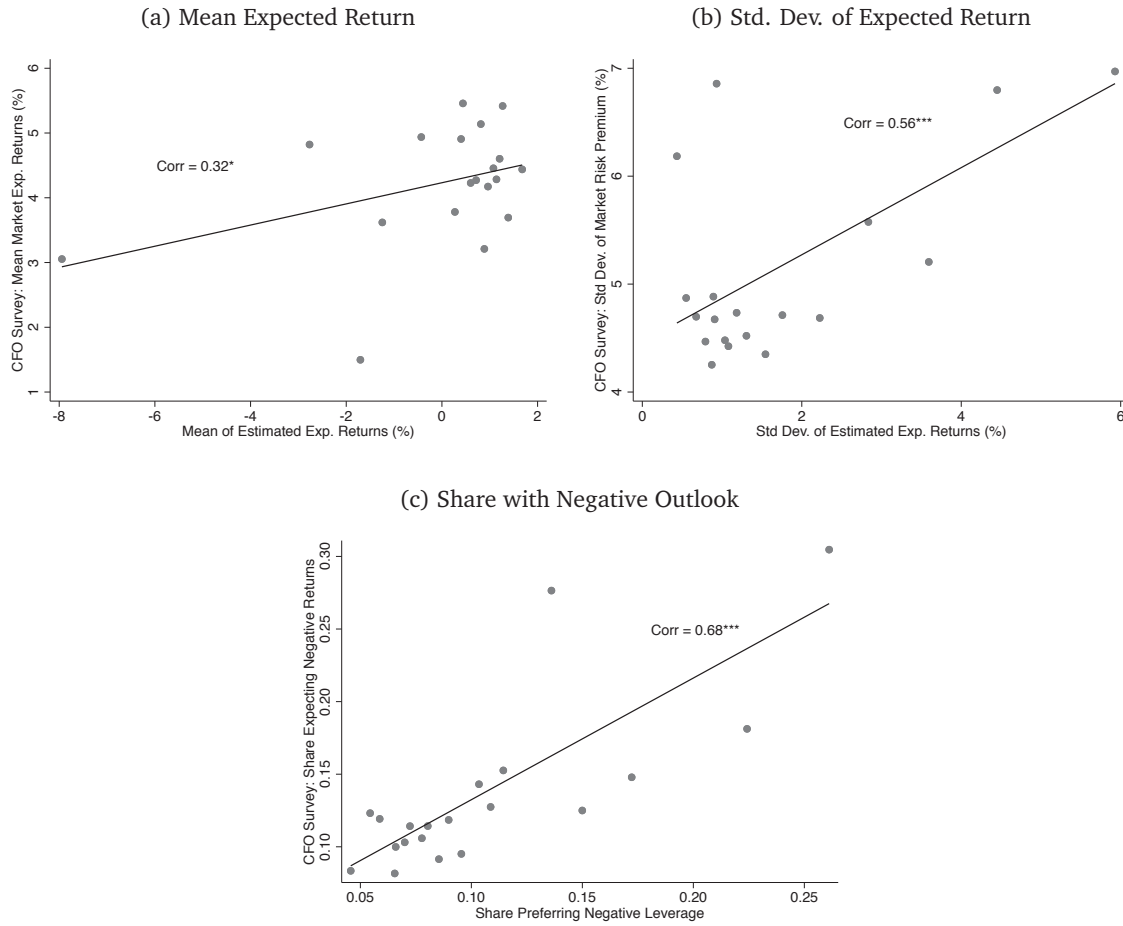 (a) Mean Expected Return
CFO Survey: Mean Market Exp. Returns (%)
6
5
4
3
2
1
Corr = 0.32*
-8
-6
-4
-2
0
2
Mean of Estimated Exp. Returns (%)
(b) Std. Dev. of Expected Return
CFO Survey: Std Dev. of Market Risk Premium (%)
7
6
5
4
Corr = 0.56***
0
2
4
6
Std Dev. of Estimated Exp. Returns (%)
(c) Share with Negative Outlook
CFO Survey: Share Expecting Negative Returns
0.30
0.25
0.20
0.15
0.10
Corr = 0.68***
0.05
0.10
0.15
0.20
0.25
Share Preferring Negative Leverage